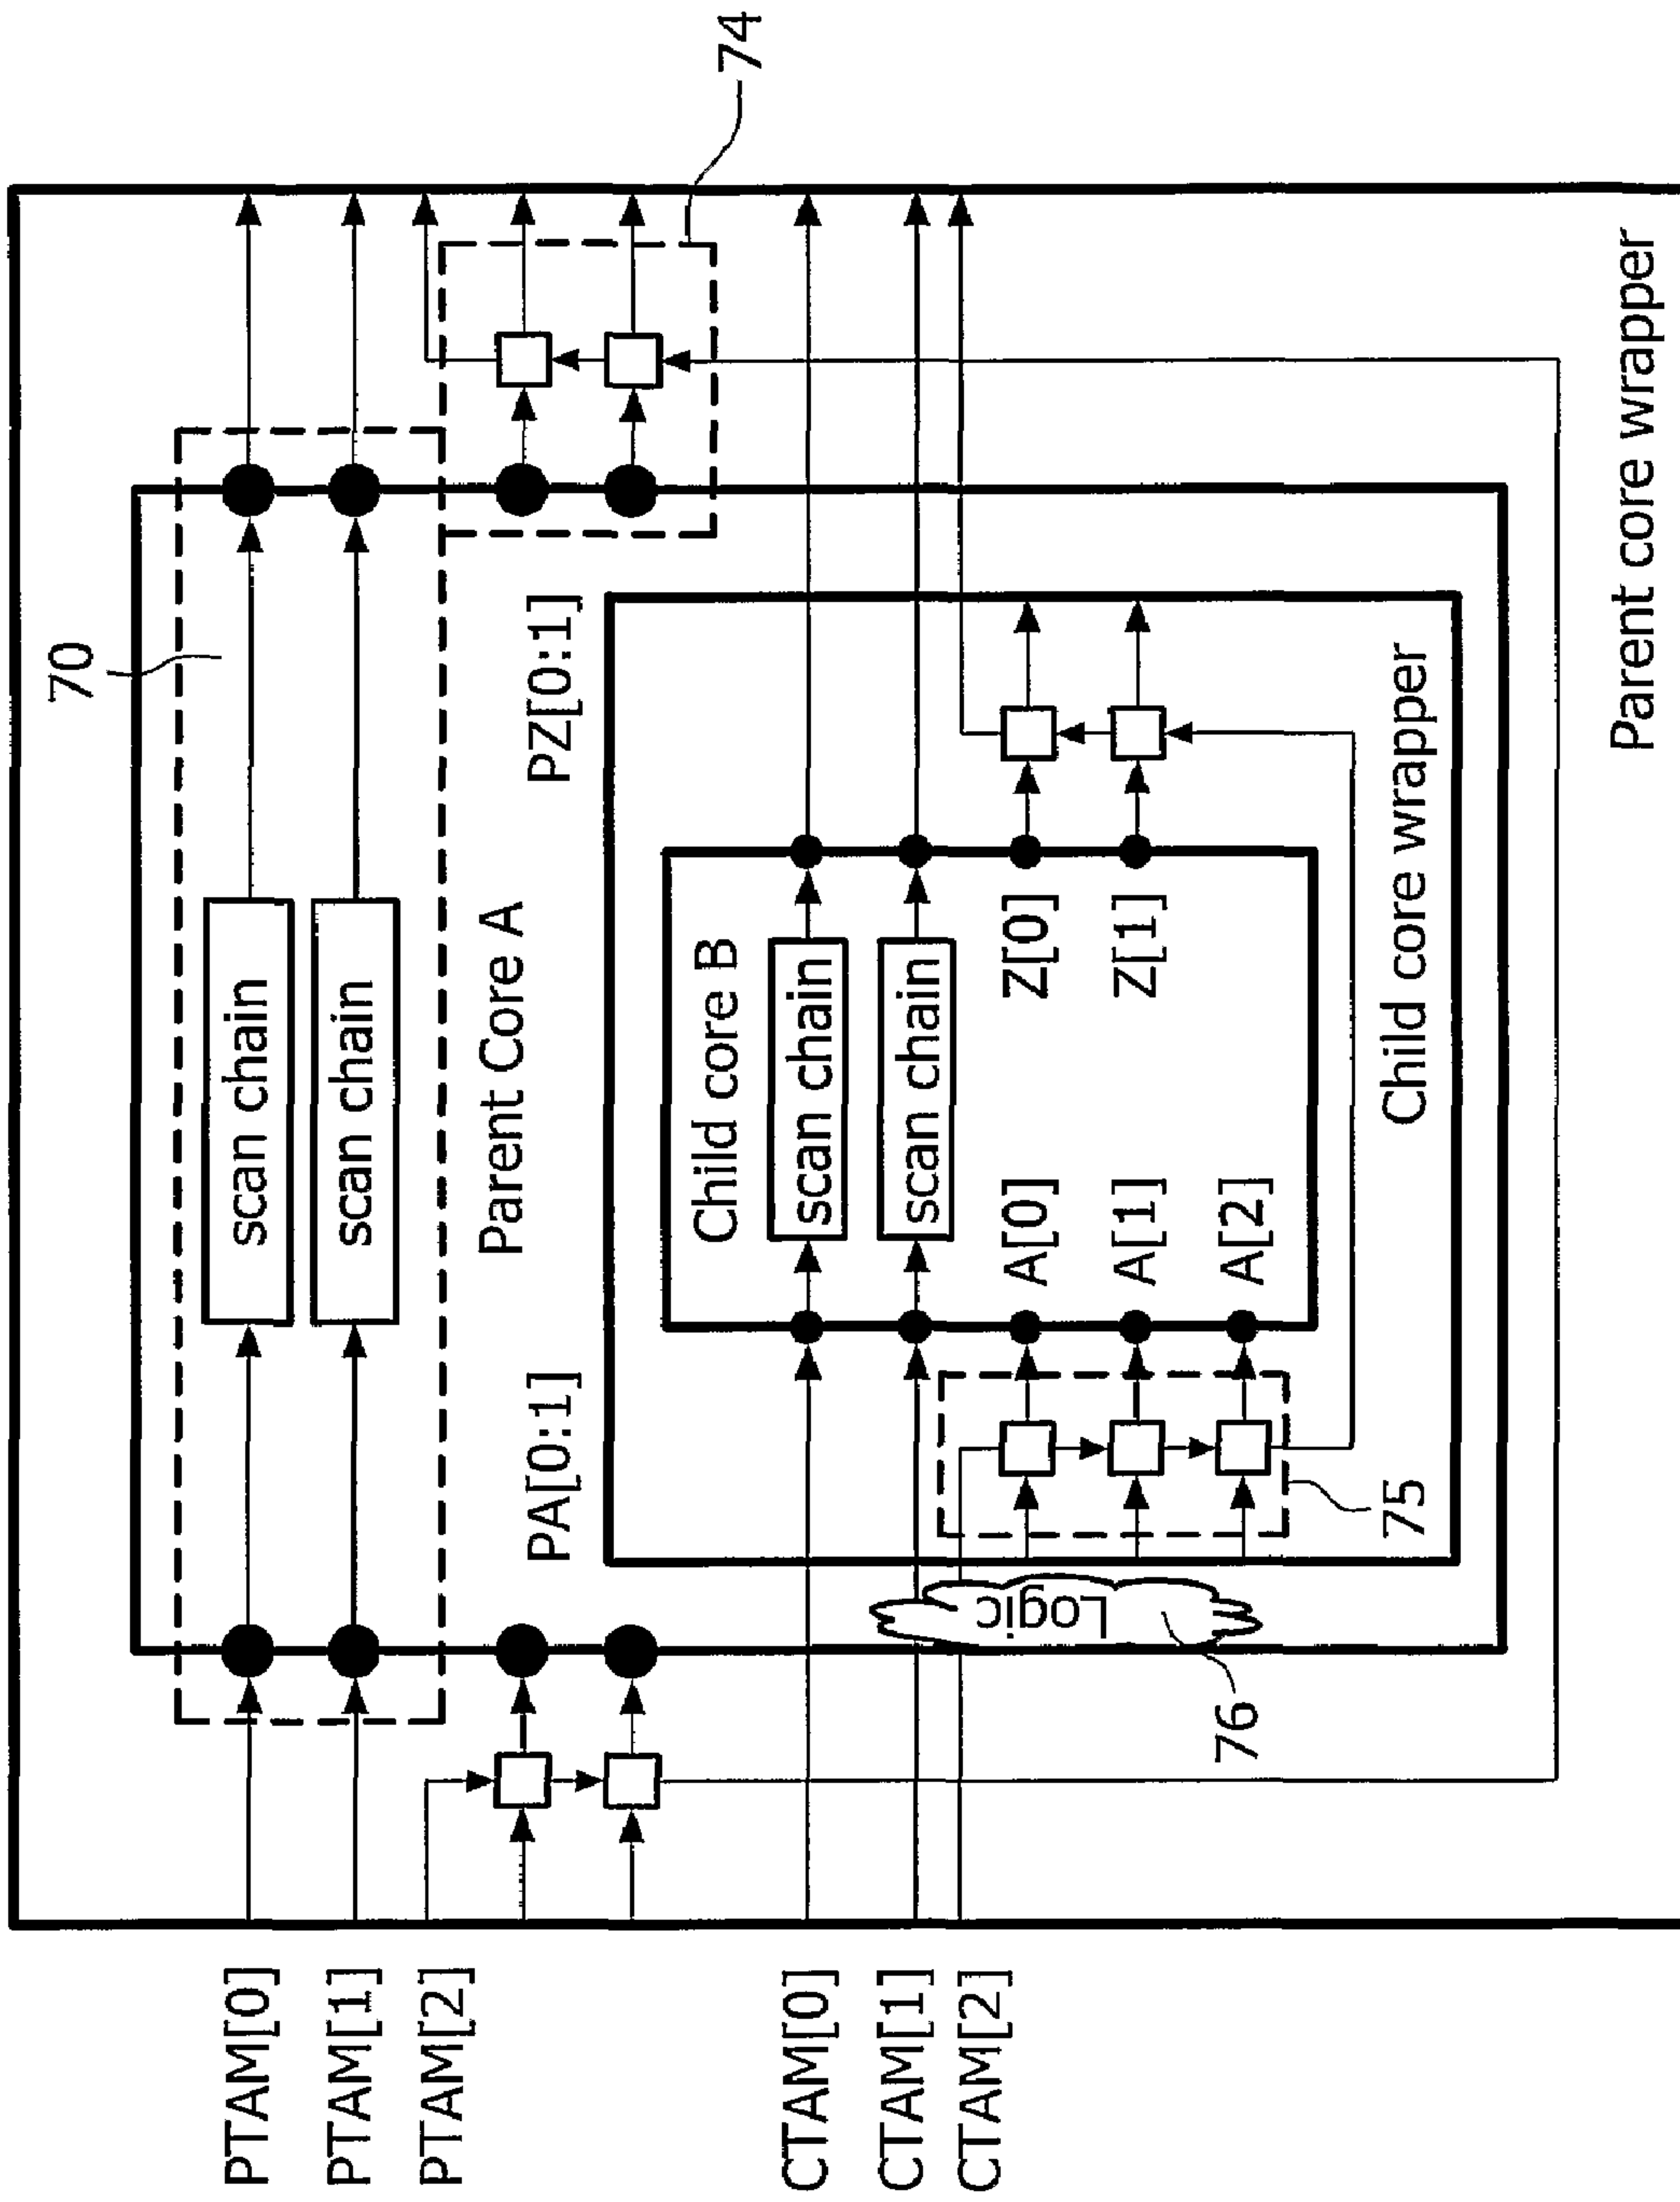 74
70
PTAM[0]
PTAM[1]
PTAM[2]
scan chain
scan chain
Parent Core A
PA[0:1]
PZ[0:1]
CTAM[0]
CTAM[1]
CTAM[2]
Child core B
scan chain
scan chain
A[0]
A[1]
A[2]
Z[0]
Z[1]
Logic
75
76
Child core wrapper
Parent core wrapper